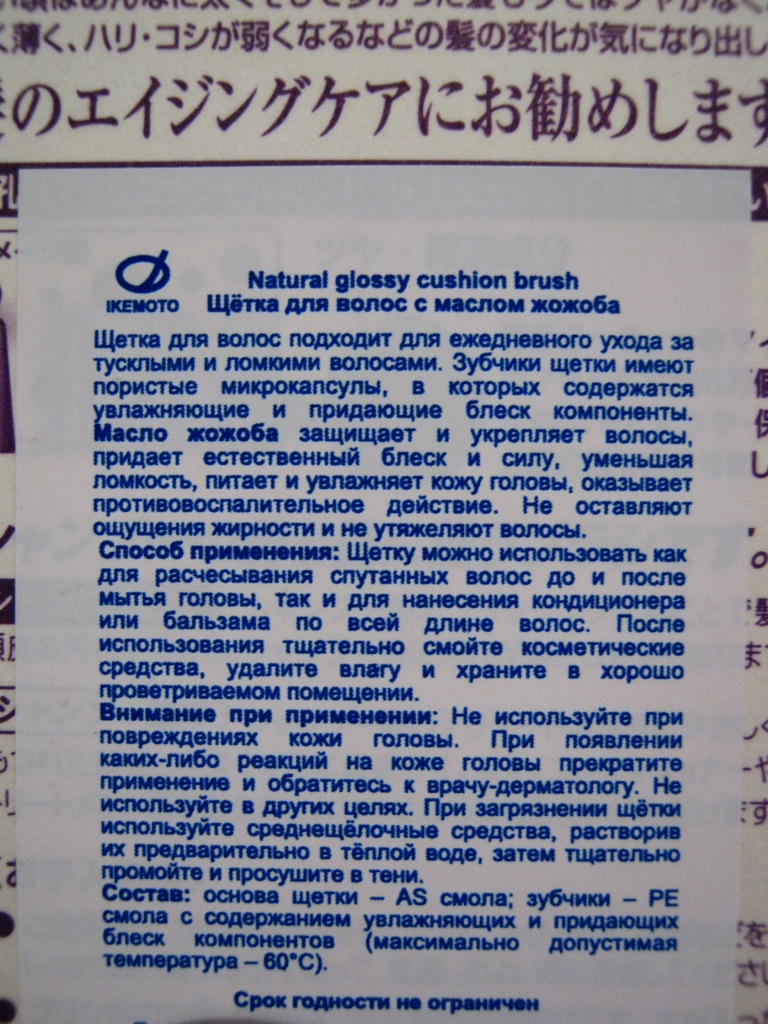 く薄く、ハリ・コシが弱くなるなどの髪の変化が気になり出し
のエイジングケアにお勧めします
IKEMOTO
Natural glossy cushion brush
Щётка для волос с маслом жожоба
Щетка для волос подходит для ежедневного ухода за
тусклыми и ломкими волосами. Зубчики щетки имеют
пористые микрокапсулы, в которых содержатся
увлажняющие и придающие блеск компоненты.
Масло жожоба защищает и укрепляет волосы,
придает естественный блеск и силу, уменьшая
ломкость, питает и увлажняет кожу головы, оказывает
противовоспалительное действие. Не оставляют
ощущения жирности и не утяжеляют волосы.
Способ применения: Щетку можно использовать как
для расчесывания спутанных волос до и после
мытья головы, так и для нанесения кондиционера
или бальзама по всей длине волос. После
использования тщательно смойте косметические
средства, удалите влагу и храните в хорошо
проветриваемом помещении.
Внимание при применении: Не используйте при
повреждениях кожи головы. При появлении
каких-либо реакций на коже головы прекратите
применение и обратитесь к врачу-дерматологу. Не
используйте в других целях. При загрязнении щётки
используйте среднещёлочные средства, растворив
их предварительно в тёплой воде, затем тщательно
промойте и просушите в тени.
Состав: основа щетки – AS смола; зубчики – PE
смола с содержанием увлажняющих и придающих
блеск компонентов (максимально допустимая
температура – 60°C).
Срок годности не ограничен